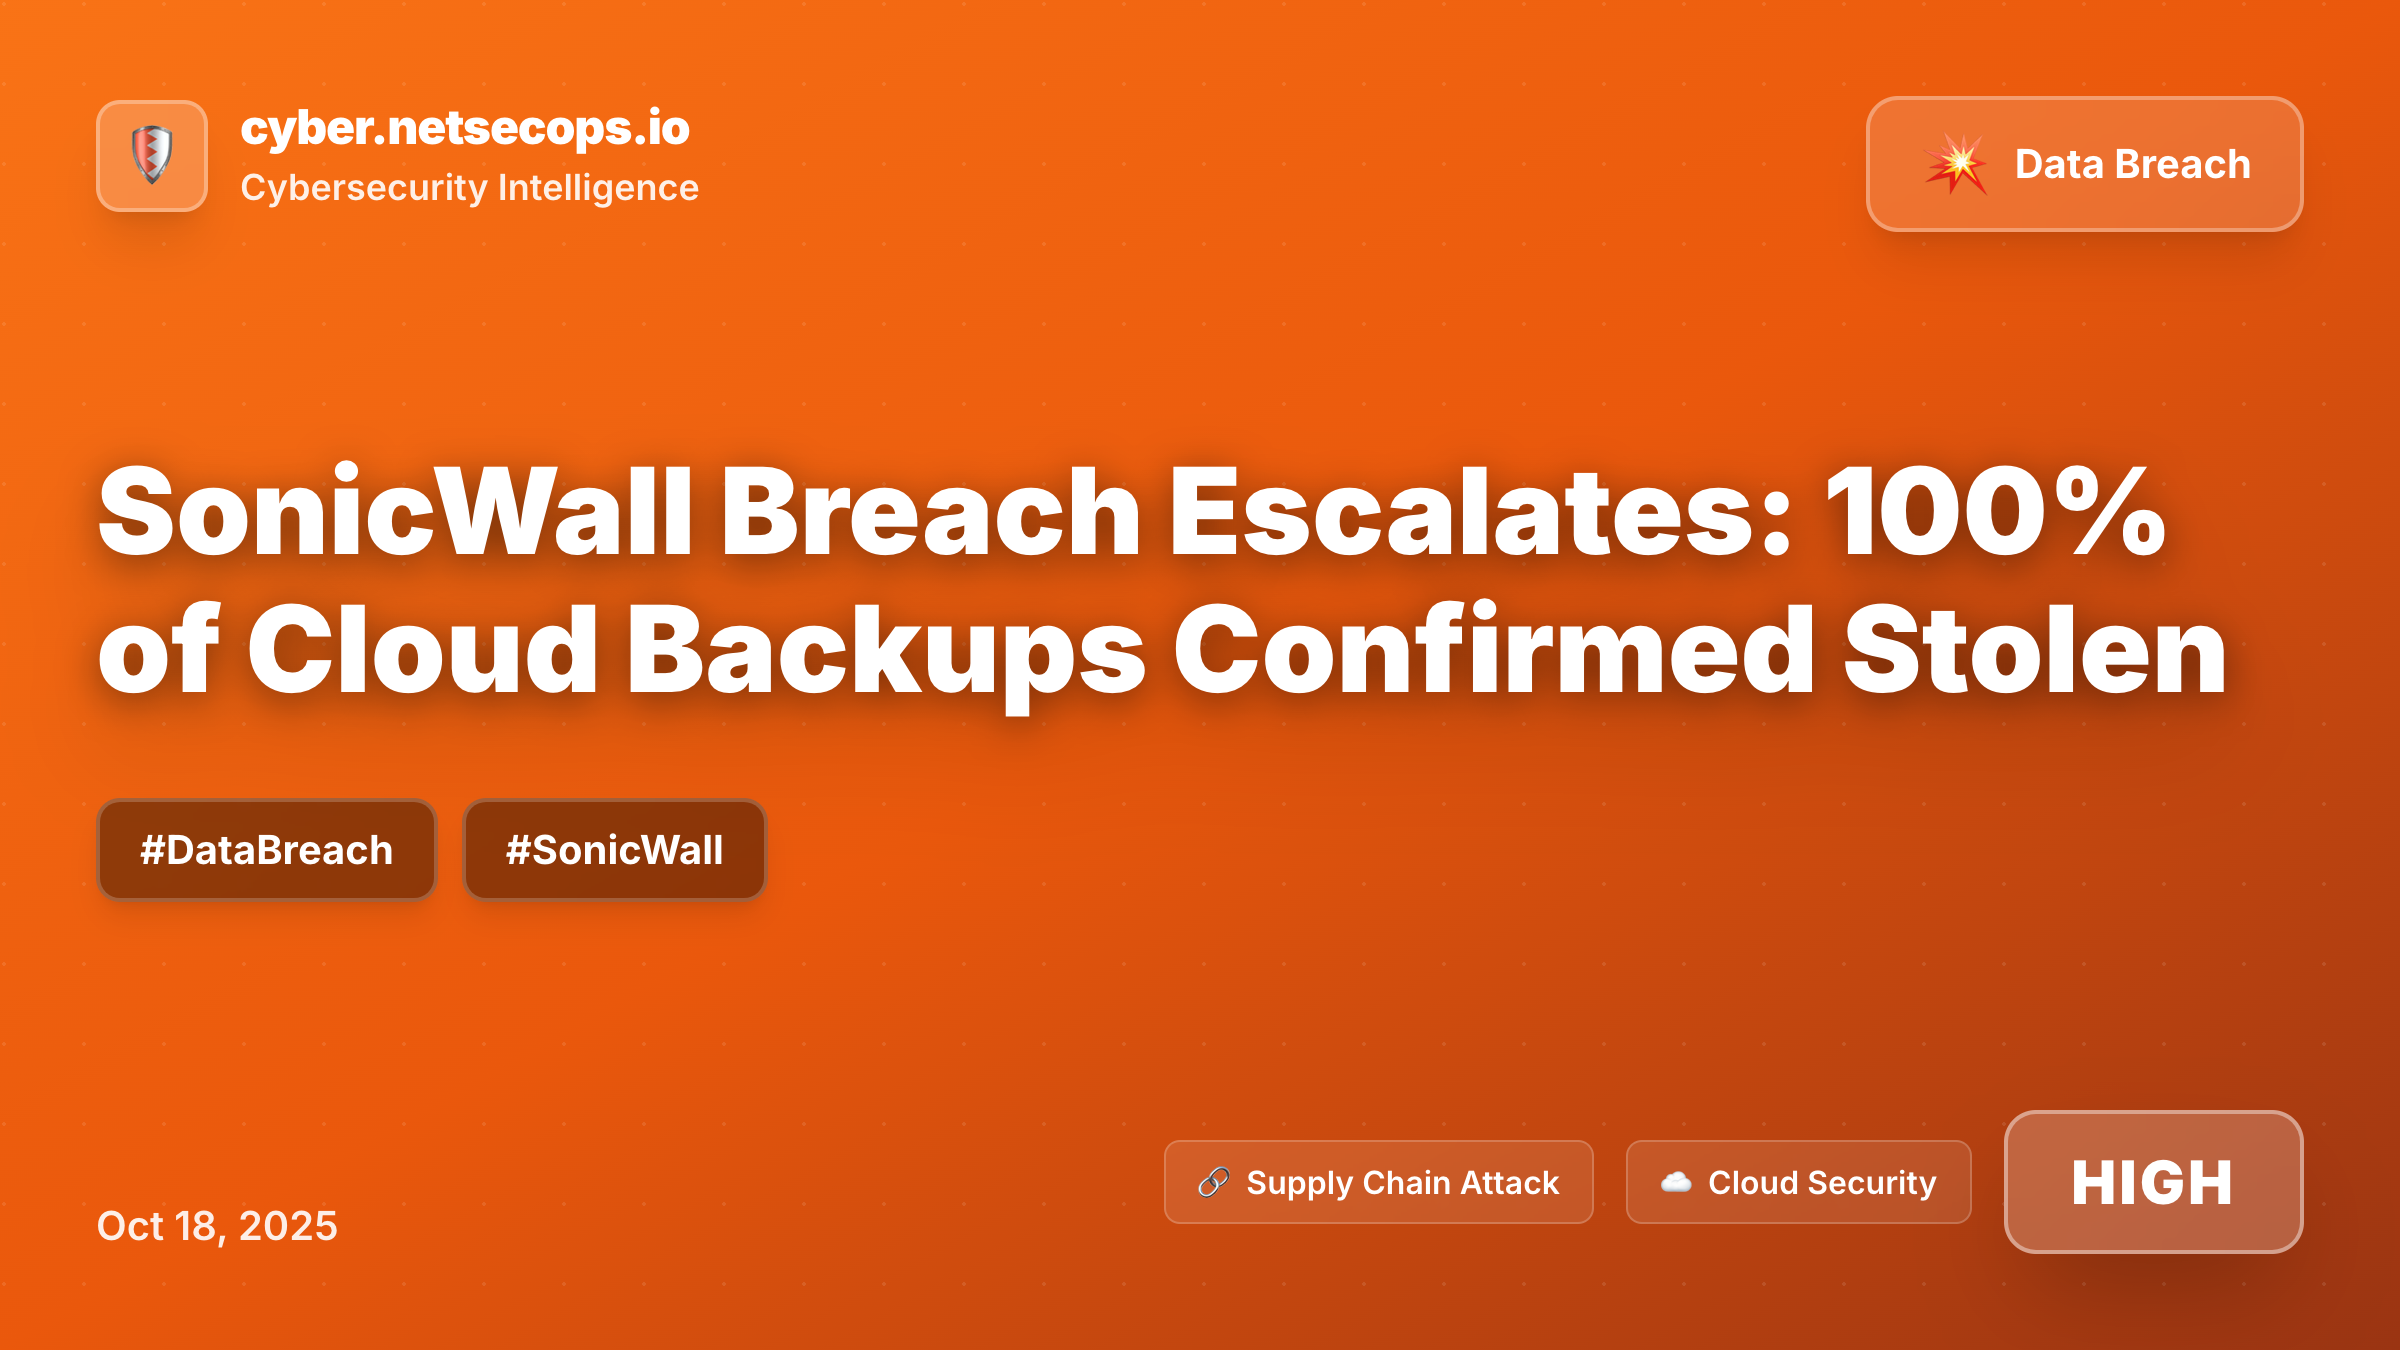 cyber.netsecops.io
Cybersecurity Intelligence
Data Breach
SonicWall Breach Escalates: 100%
of Cloud Backups Confirmed Stolen
#DataBreach
#SonicWall
Oct 18, 2025
Supply Chain Attack
Cloud Security
HIGH